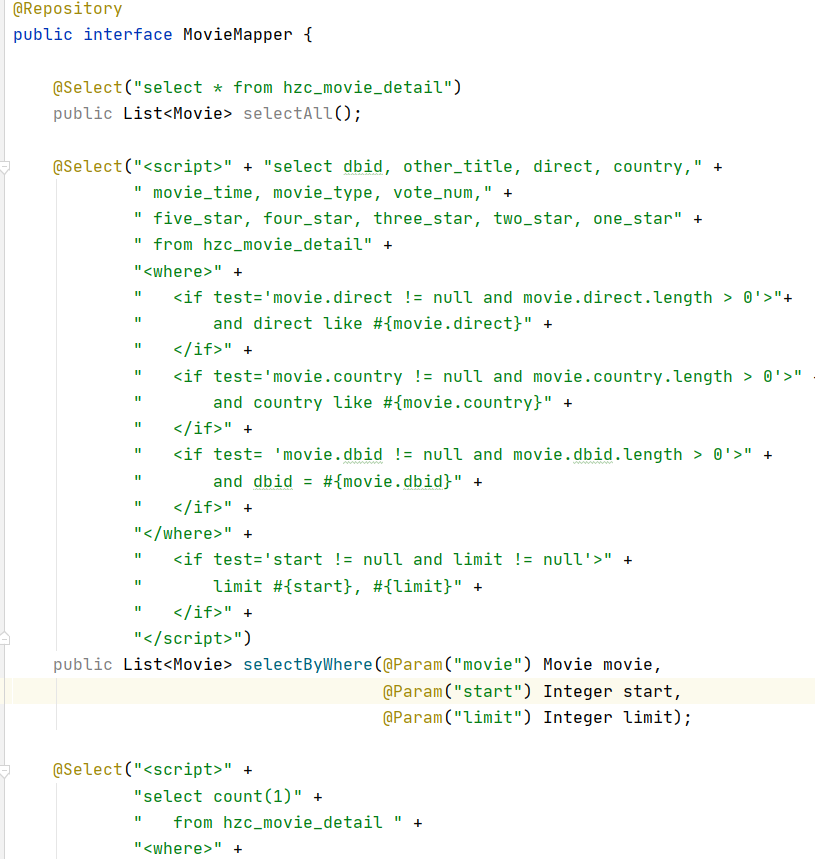 @Repository
public interface MovieMapper {
    @Select("select * from hzc_movie_detail")
    public List<Movie> selectAll();
    @Select("<script>" + "select dbid, other_title, direct, country," +
            " movie_time, movie_type, vote_num," +
            " five_star, four_star, three_star, two_star, one_star" +
            " from hzc_movie_detail" +
            "<where>" +
            "   <if test='movie.direct != null and movie.direct.length > 0'>"+
            "       and direct like #{movie.direct}" +
            "   </if>" +
            "   <if test='movie.country != null and movie.country.length > 0'>" +
            "       and country like #{movie.country}" +
            "   </if>" +
            "   <if test= 'movie.dbid != null and movie.dbid.length > 0'>" +
            "       and dbid = #{movie.dbid}" +
            "   </if>" +
            "</where>" +
            "   <if test='start != null and limit != null'>" +
            "       limit #{start}, #{limit}" +
            "   </if>" +
            "</script>")
    public List<Movie> selectByWhere(@Param("movie") Movie movie,
                                     @Param("start") Integer start,
                                     @Param("limit") Integer limit);
    @Select("<script>" +
            "select count(1)" +
            "   from hzc_movie_detail " +
            "<where>" +